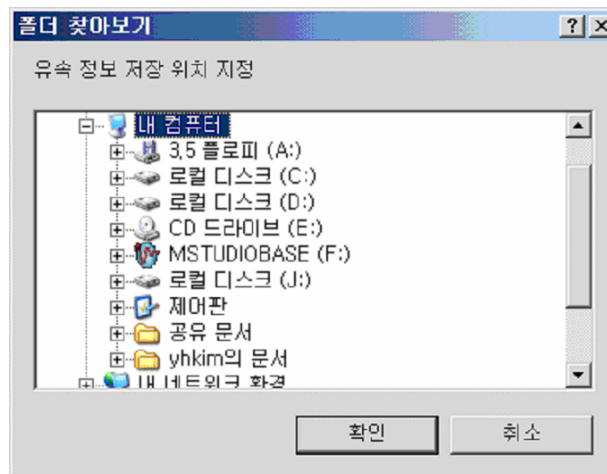 폴더 찾아보기
유속 정보 저장 위치 지정
내 컴퓨터
3,5 플로피 (A:)
로컬 디스크 (C:)
로컬 디스크 (D:)
CD 드라이브 (E:)
MSTUDIOBASE (F:)
로컬 디스크 (J:)
제어판
공유 문서
yhkim의 문서
내 네트워크 환경
확인
취소